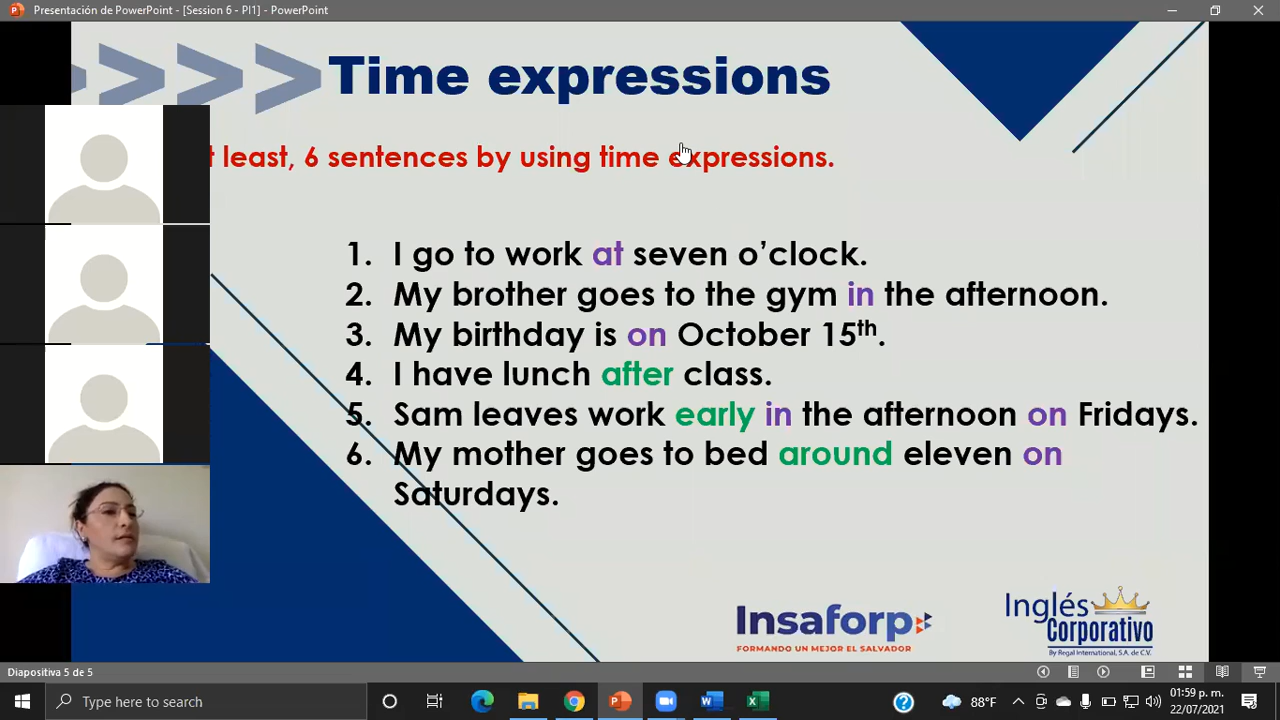 Presentación de PowerPoint - [Session 6 - PI1] - PowerPoint
>>>> Time expressions
least, 6 sentences by using time expressions.
1. I go to work at seven o’clock.
2. My brother goes to the gym in the afternoon.
3. My birthday is on October 15th.
4. I have lunch after class.
5. Sam leaves work early in the afternoon on Fridays.
6. My mother goes to bed around eleven on
Saturdays.
Insaforp
FORMANDO UN MEJOR EL SALVADOR
Inglés
Corporativo
By Regal International, S.A. de C.V.
Diapositiva 5 de 5
Type here to search
88°F
01:59 p. m.
22/07/2021